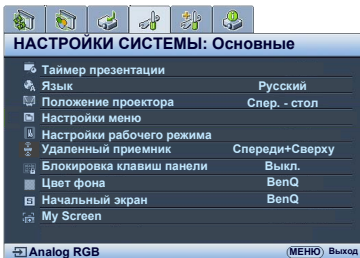 НАСТРОЙКИ СИСТЕМЫ: Основные
Таймер презентации
Язык Русский
Положение проектора Спер. - стол
Настройки меню
Настройки рабочего режима
Удаленный приемник Спереди+Сверху
Блокировка клавиш панели Выкл.
Цвет фона BenQ
Начальный экран BenQ
My Screen
Analog RGB МЕНЮ Выход